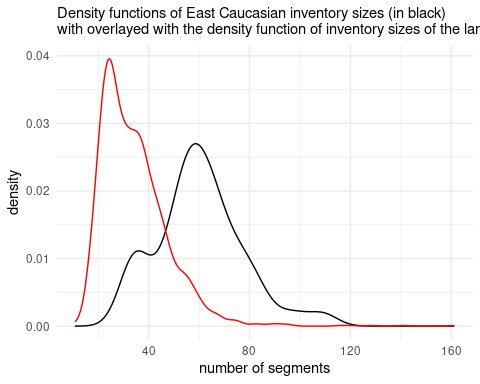 Density functions of East Caucasian inventory sizes (in black)
with overlayed with the density function of inventory sizes of the
0.04
0.03
0.02
0.01
0.00
density
40
80
120
160
number of segments